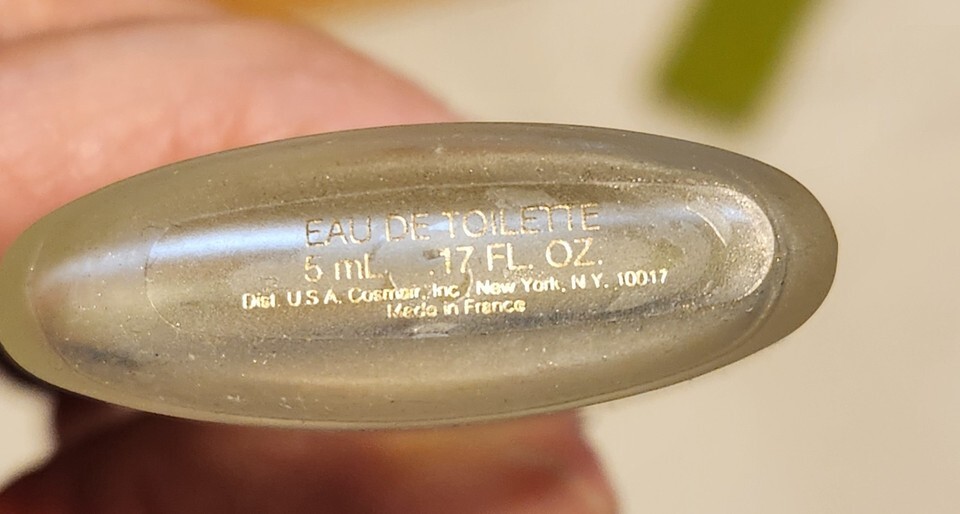 EAU DE TOILETTE
5 mL. .17 FL. OZ.
Dist. U.S.A. Cosmair, Inc. New York, N.Y. 10017
Made in France